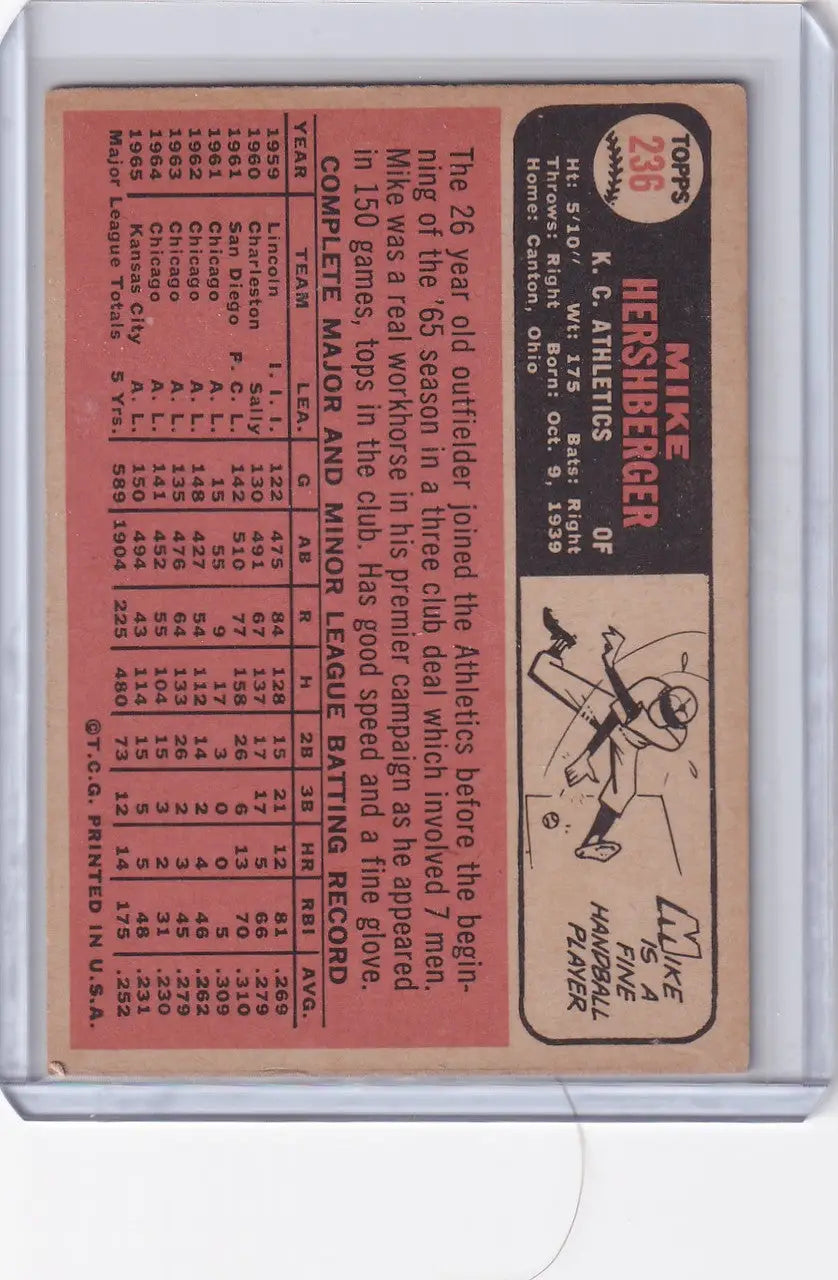 TOPPS
236
MIKE
HERSHBERGER
K. C. ATHLETICS OF
Ht: 5/10" Wt: 175 Bats: Right
Throws: Right Born: Oct. 9, 1939
Home: Canton, Ohio
MIKE
IS A
FINE
HANDBALL
PLAYER
The 26 year old outfielder joined the Athletics before the begin-
ning of the '65 season in a three club deal which involved 7 men.
Mike was a real workhorse in his premier campaign as he appeared
in 150 games, tops in the club. Has good speed and a fine glove.
COMPLETE MAJOR AND MINOR LEAGUE BATTING RECORD
YEAR TEAM LEA. G AB R H 2B 3B HR RBI AVG.
1959 Lincoln I. I. I. 122 475 84 128 15 21 12 81 .269
1960 Charleston Sally 130 491 67 137 17 17 5 66 .279
1961 San Diego P. C. L. 142 510 77 158 26 6 13 70 .310
1961 Chicago A. L. 15 55 9 17 3 0 0 5 .309
1962 Chicago A. L. 148 427 54 112 14 2 4 46 .262
1963 Chicago A. L. 135 476 64 133 26 2 3 45 .279
1964 Chicago A. L. 141 452 55 104 15 3 2 31 .230
1965 Kansas City A. L. 150 494 43 114 15 5 5 48 .231
Major League Totals 5 Yrs. 589 1904 225 480 73 12 14 175 .252
©T.C.G. PRINTED IN U.S.A.